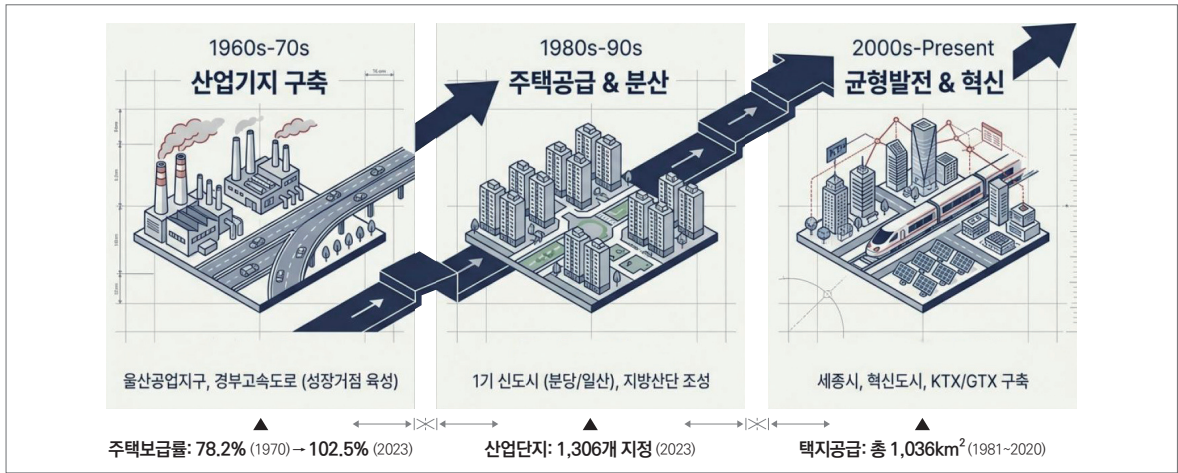 1960s-70s
산업기지 구축
울산공업지구, 경부고속도로 (성장거점 육성)
1980s-90s
주택공급 & 분산
1기 신도시 (분당/일산), 지방산단 조성
2000s-Present
균형발전 & 혁신
KTX
세종시, 혁신도시, KTX/GTX 구축
주택보급률: 78.2% (1970) → 102.5% (2023)
산업단지: 1,306개 지정 (2023)
택지공급: 총 1,036km² (1981~2020)